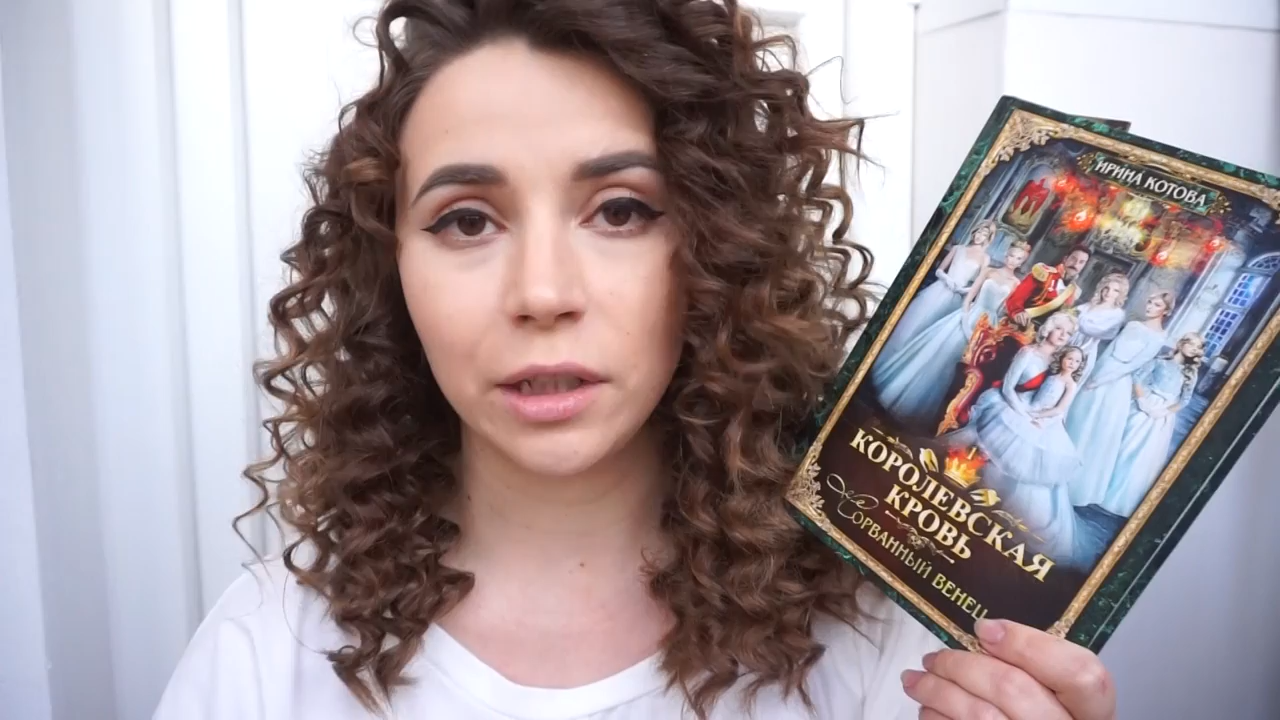 ИРИНА КОТОВА
I
КОРОЛЕВСКАЯ
КРОВЬ
СОРВАННЫЙ ВЕНЕЦ